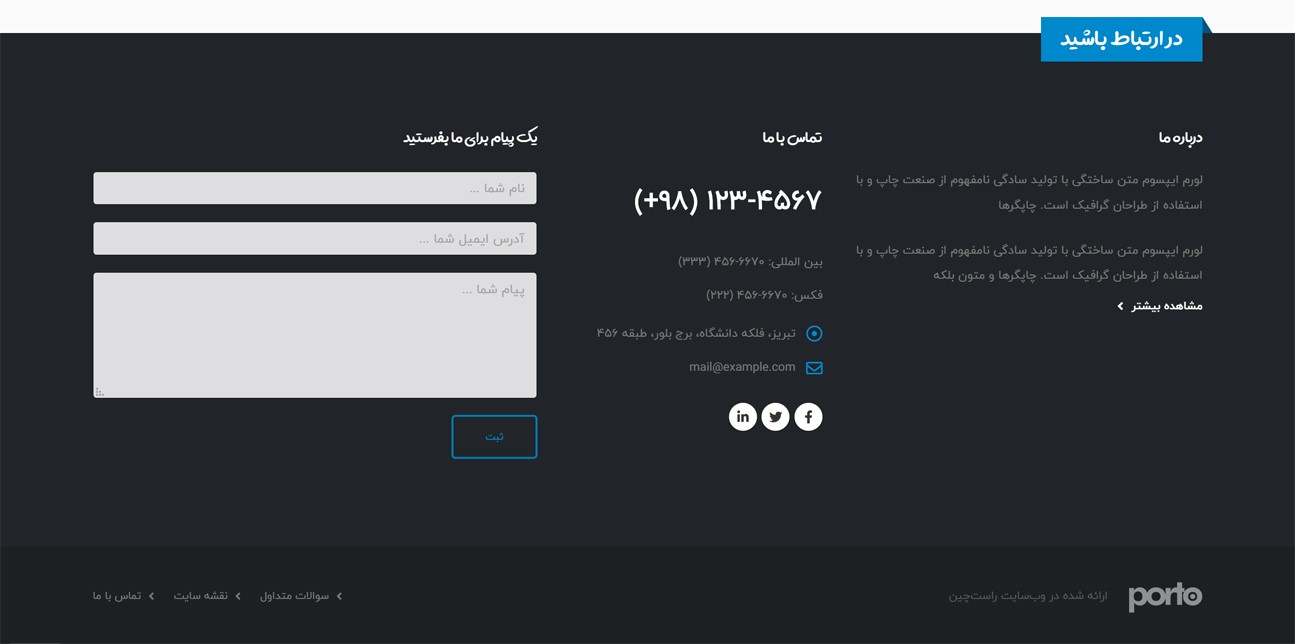 در ارتباط باشید
درباره ما
لورم ایپسوم متن ساختگی با تولید سادگی نامفهوم از صنعت چاپ و با
استفاده از طراحان گرافیک است. چاپگرها
لورم ایپسوم متن ساختگی با تولید سادگی نامفهوم از صنعت چاپ و با
استفاده از طراحان گرافیک است. چاپگرها و متون بلکه
مشاهده بیشتر
تماس با ما
(+۹۸) ۱۲۳-۴۵۶۷
بین المللی: ۶۶۷۰-۴۵۶ (۳۳۳)
فکس: ۶۶۷۰-۴۵۶ (۲۲۲)
تبریز، فلکه دانشگاه، برج بلور، طبقه ۴۵۶
mail@example.com
یک پیام برای ما بفرستید
نام شما ...
آدرس ایمیل شما ...
پیام شما ...
ثبت
porto
ارائه شده در وب‌سایت راست‌چین
سوالات متداول
نقشه سایت
تماس با ما